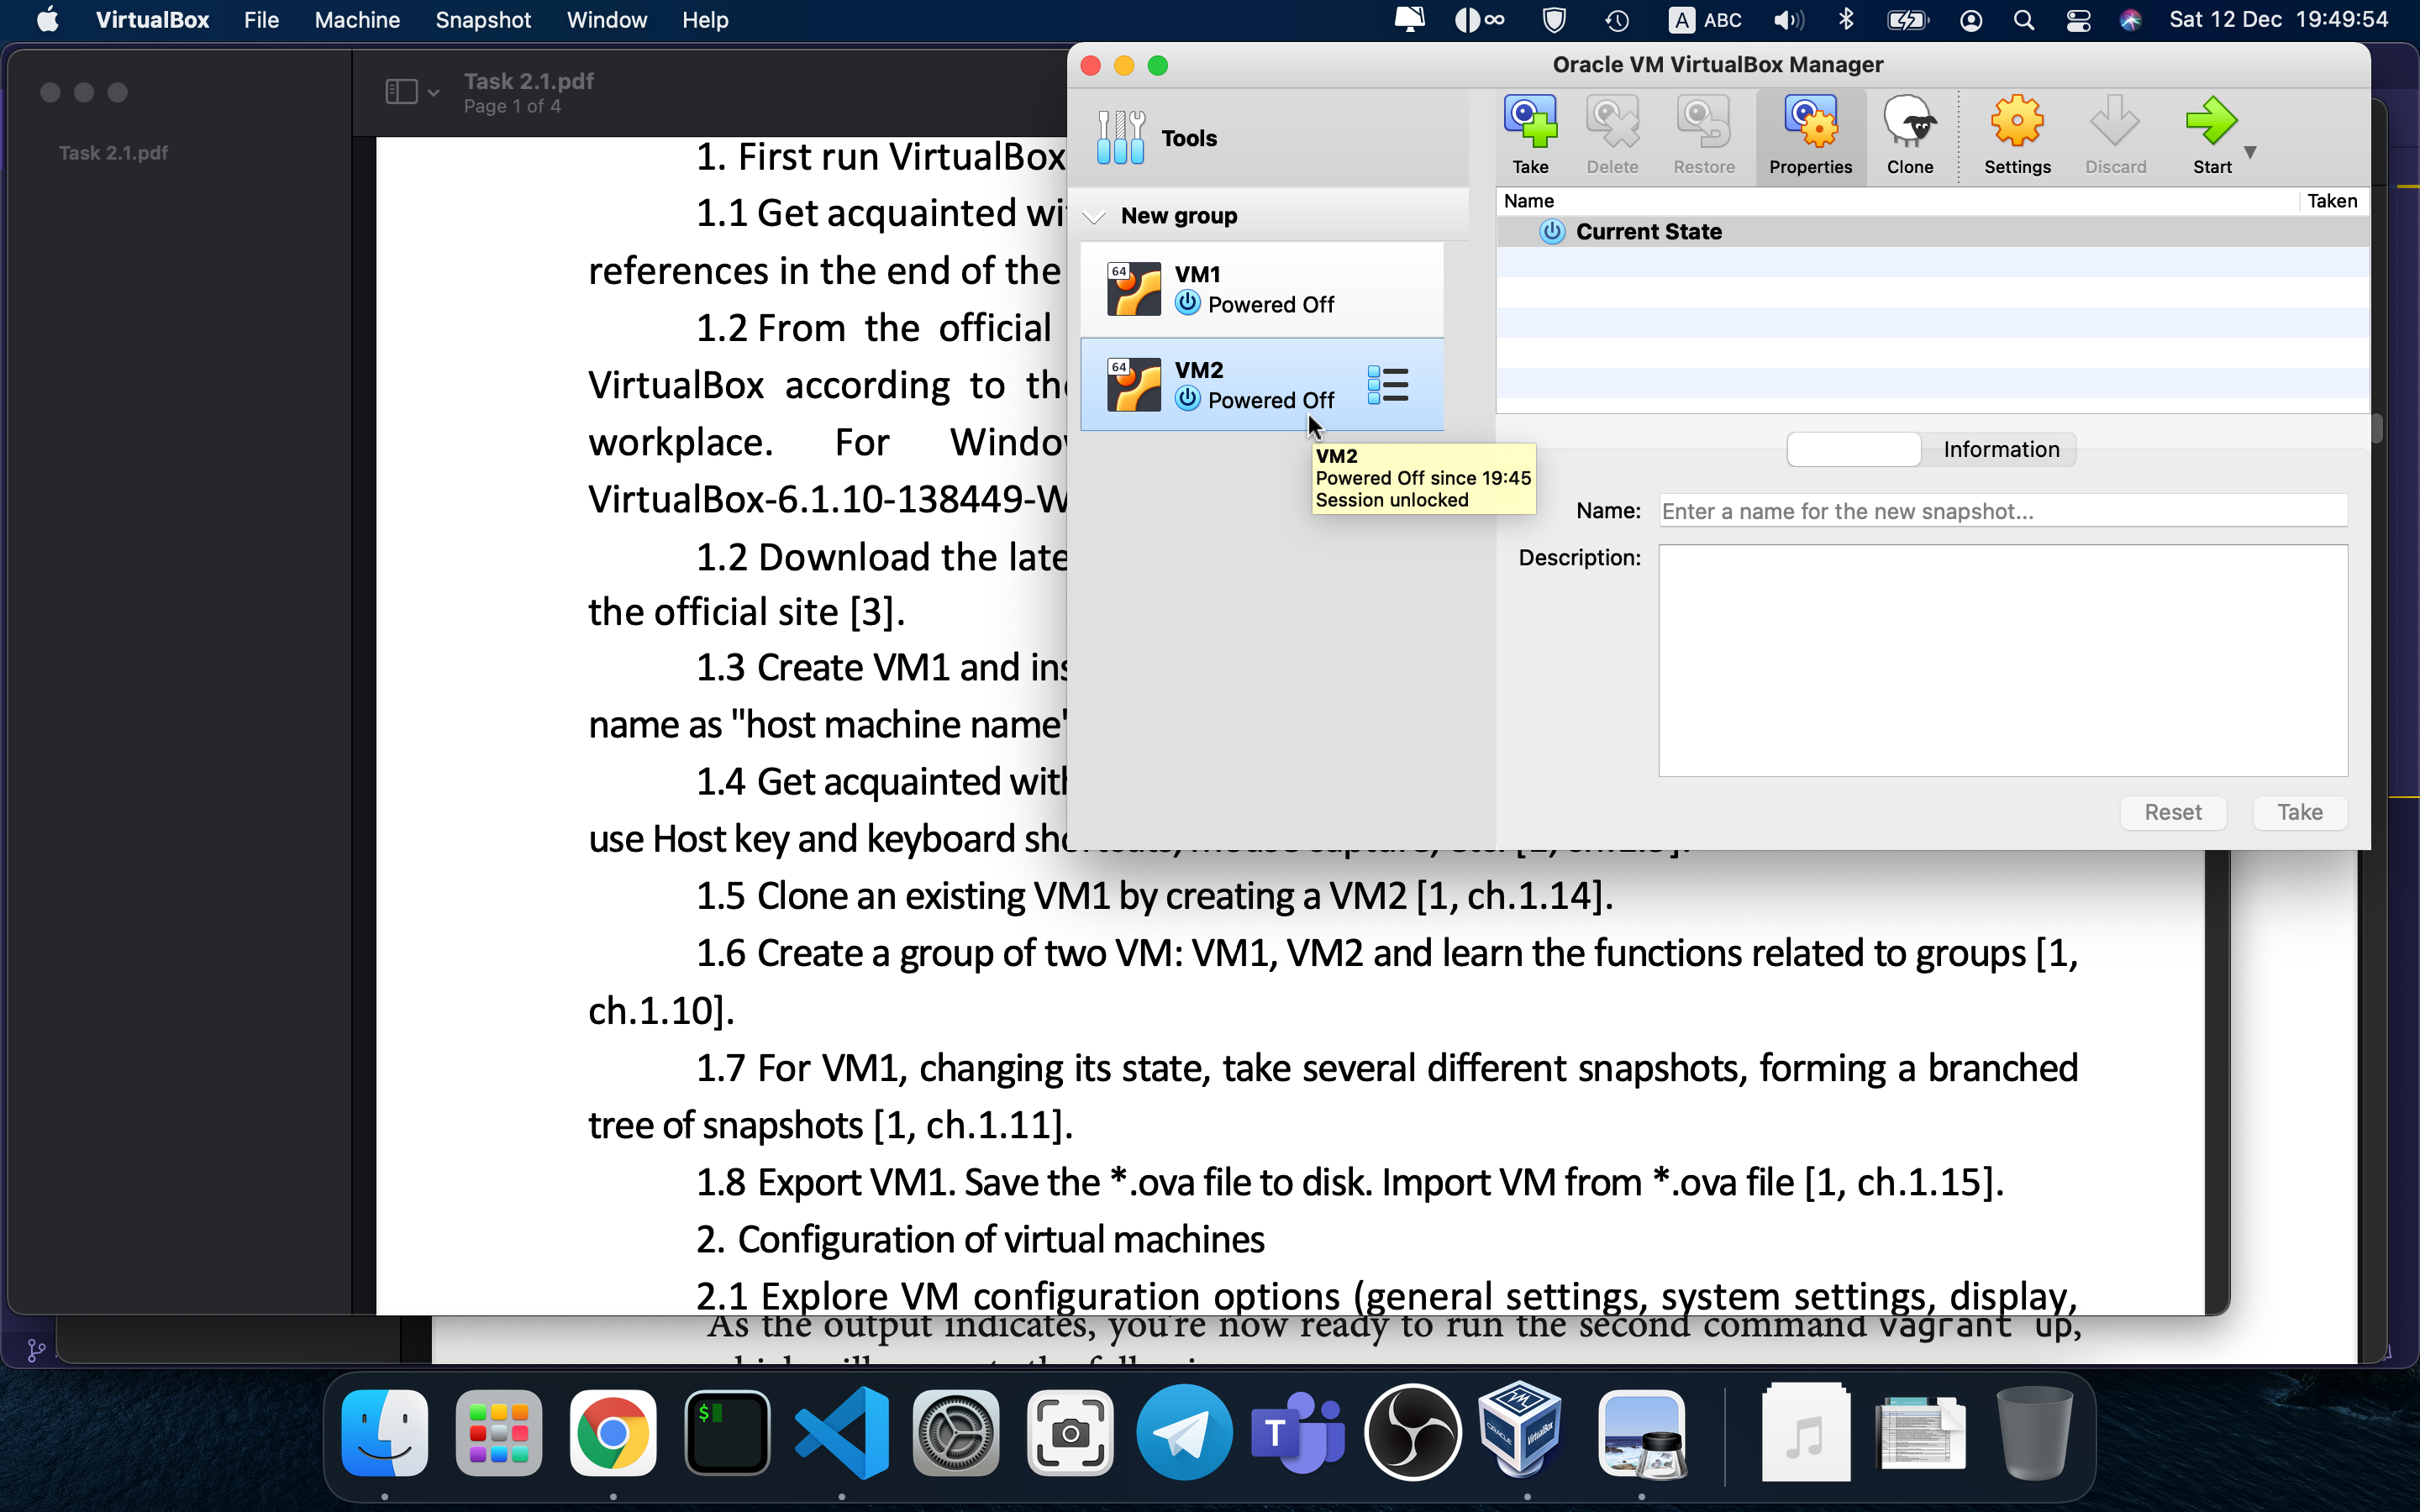 VirtualBox File Machine Snapshot Window Help
A ABC Sat 12 Dec 19:49:54
Task 2.1.pdf
Page 1 of 4
Task 2.1.pdf
1. First run VirtualBox
1.1 Get acquainted
references in the end of the
1.2 From the official
VirtualBox according to
workplace. For
VirtualBox-6.1.10-138449-
1.2 Download the
the official site [3].
1.3 Create VM1 and
name as "host machine name"
1.4 Get acquainted
use Host key and keyboard
1.5 Clone an existing VM1 by creating a VM2 [1, ch.1.14].
1.6 Create a group of two VM: VM1, VM2 and learn the functions related to groups [1,
ch.1.10].
1.7 For VM1, changing its state, take several different snapshots, forming a branched
tree of snapshots [1, ch.1.11].
1.8 Export VM1. Save the *.ova file to disk. Import VM from *.ova file [1, ch.1.15].
2. Configuration of virtual machines
2.1 Explore VM configuration options (general settings, system settings, display,
As the output indicates, you're now ready to run the second command vagrant up,
Oracle VM VirtualBox Manager
Tools
New group
64
VM1
Powered Off
64
VM2
Powered Off
VM2
Powered Off since 19:45
Session unlocked
Take Delete Restore Properties Clone Settings Discard Start
Name Taken
Current State
Information
Name: Enter a name for the new snapshot...
Description:
Reset Take
$
T
ORACLE
VirtualBox